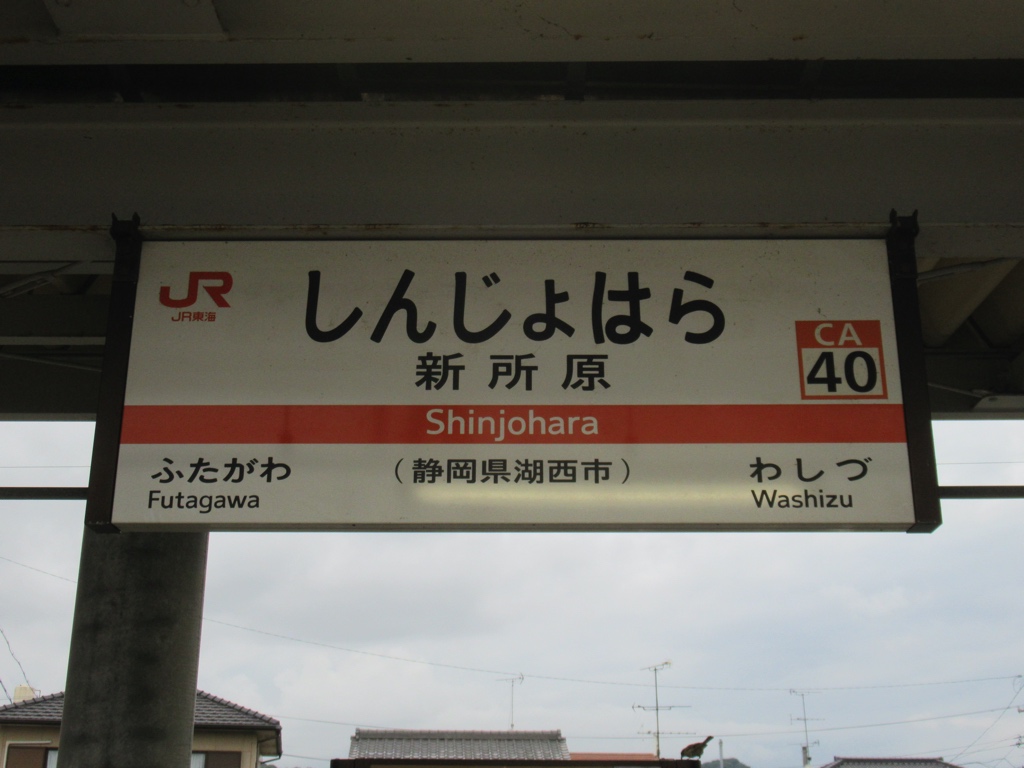 JR
JR東海
しんじょはら
新所原
CA
40
Shinjohara
ふたがわ
Futagawa
（静岡県湖西市）
わしづ
Washizu